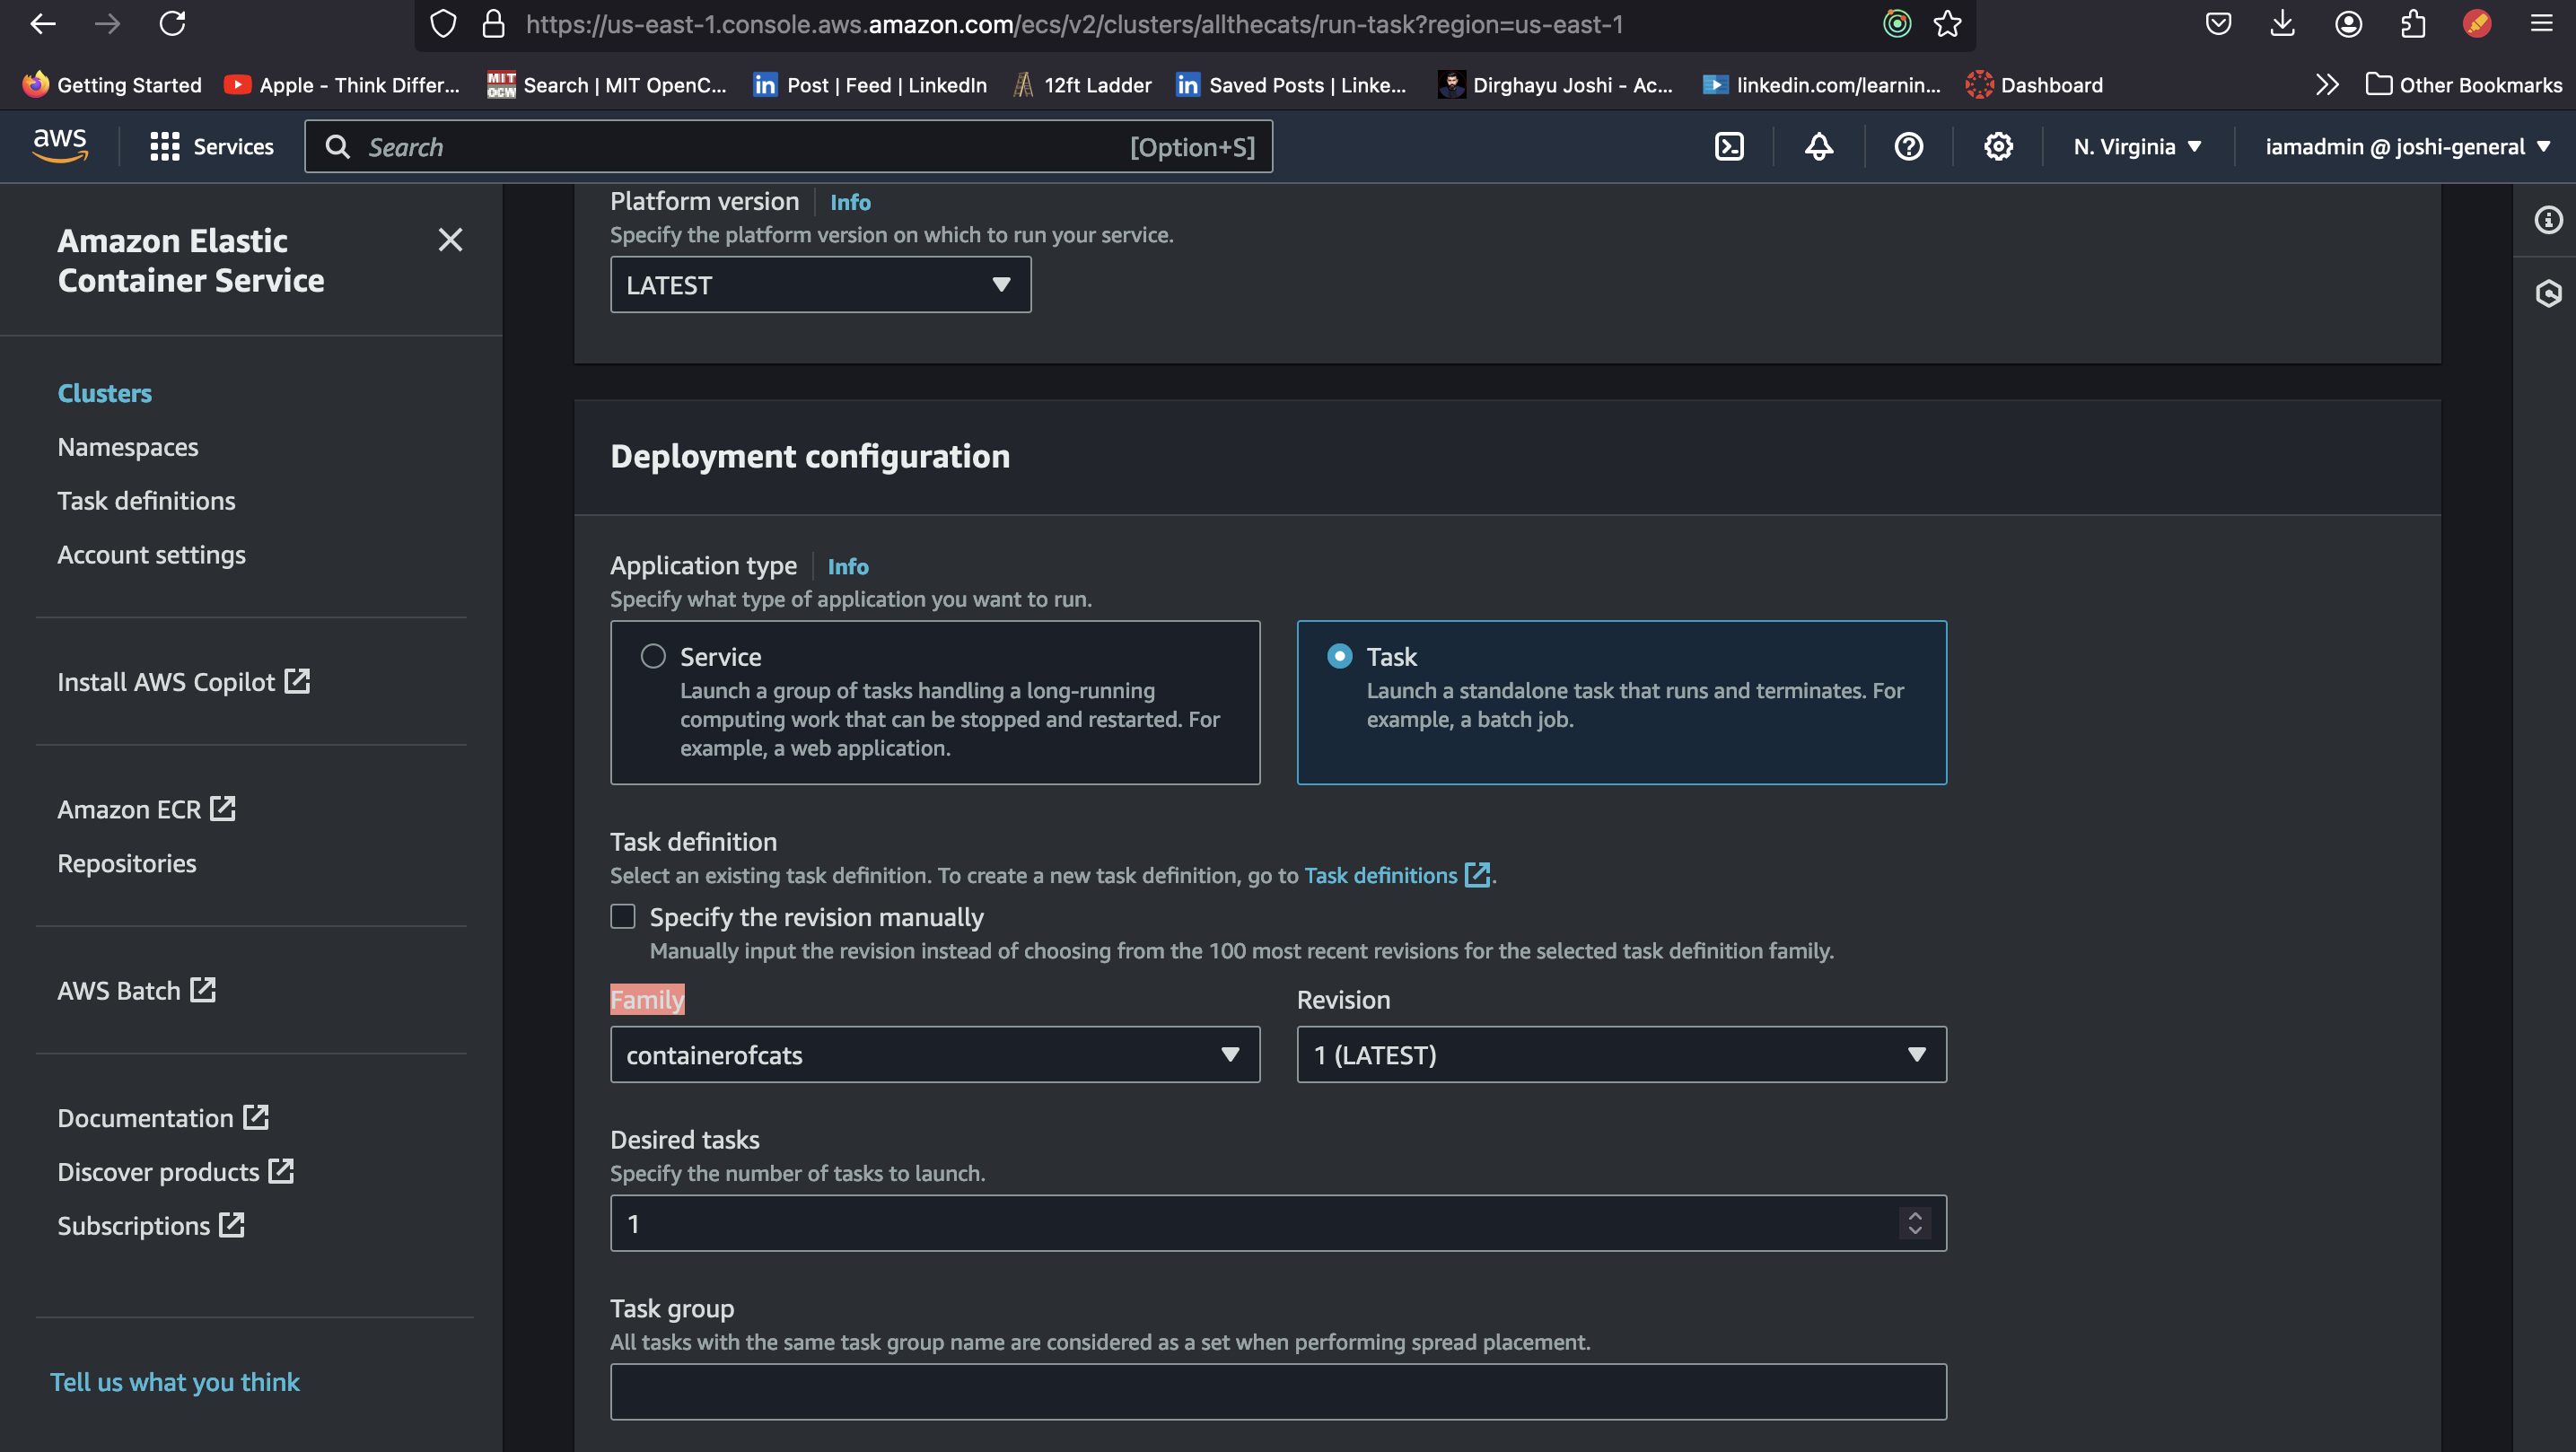 https://us-east-1.console.aws.amazon.com/ecs/v2/clusters/allthecats/run-task?region=us-east-1
Getting Started
Apple - Think Differ...
MIT OCW
Search | MIT OpenC...
in
Post | Feed | LinkedIn
12ft Ladder
in
Saved Posts | Linke...
Dirghayu Joshi - Ac...
linkedin.com/learnin...
Dashboard
Other Bookmarks
aws
Services
Search
[Option+S]
N. Virginia
iamadmin @ joshi-general
Amazon Elastic
Container Service
Clusters
Namespaces
Task definitions
Account settings
Install AWS Copilot
Amazon ECR
Repositories
AWS Batch
Documentation
Discover products
Subscriptions
Tell us what you think
Platform version
Info
Specify the platform version on which to run your service.
LATEST
Deployment configuration
Application type
Info
Specify what type of application you want to run.
Service
Launch a group of tasks handling a long-running
computing work that can be stopped and restarted. For
example, a web application.
Task
Launch a standalone task that runs and terminates. For
example, a batch job.
Task definition
Select an existing task definition. To create a new task definition, go to Task definitions.
Specify the revision manually
Manually input the revision instead of choosing from the 100 most recent revisions for the selected task definition family.
Family
containerofcats
Revision
1 (LATEST)
Desired tasks
Specify the number of tasks to launch.
1
Task group
All tasks with the same task group name are considered as a set when performing spread placement.